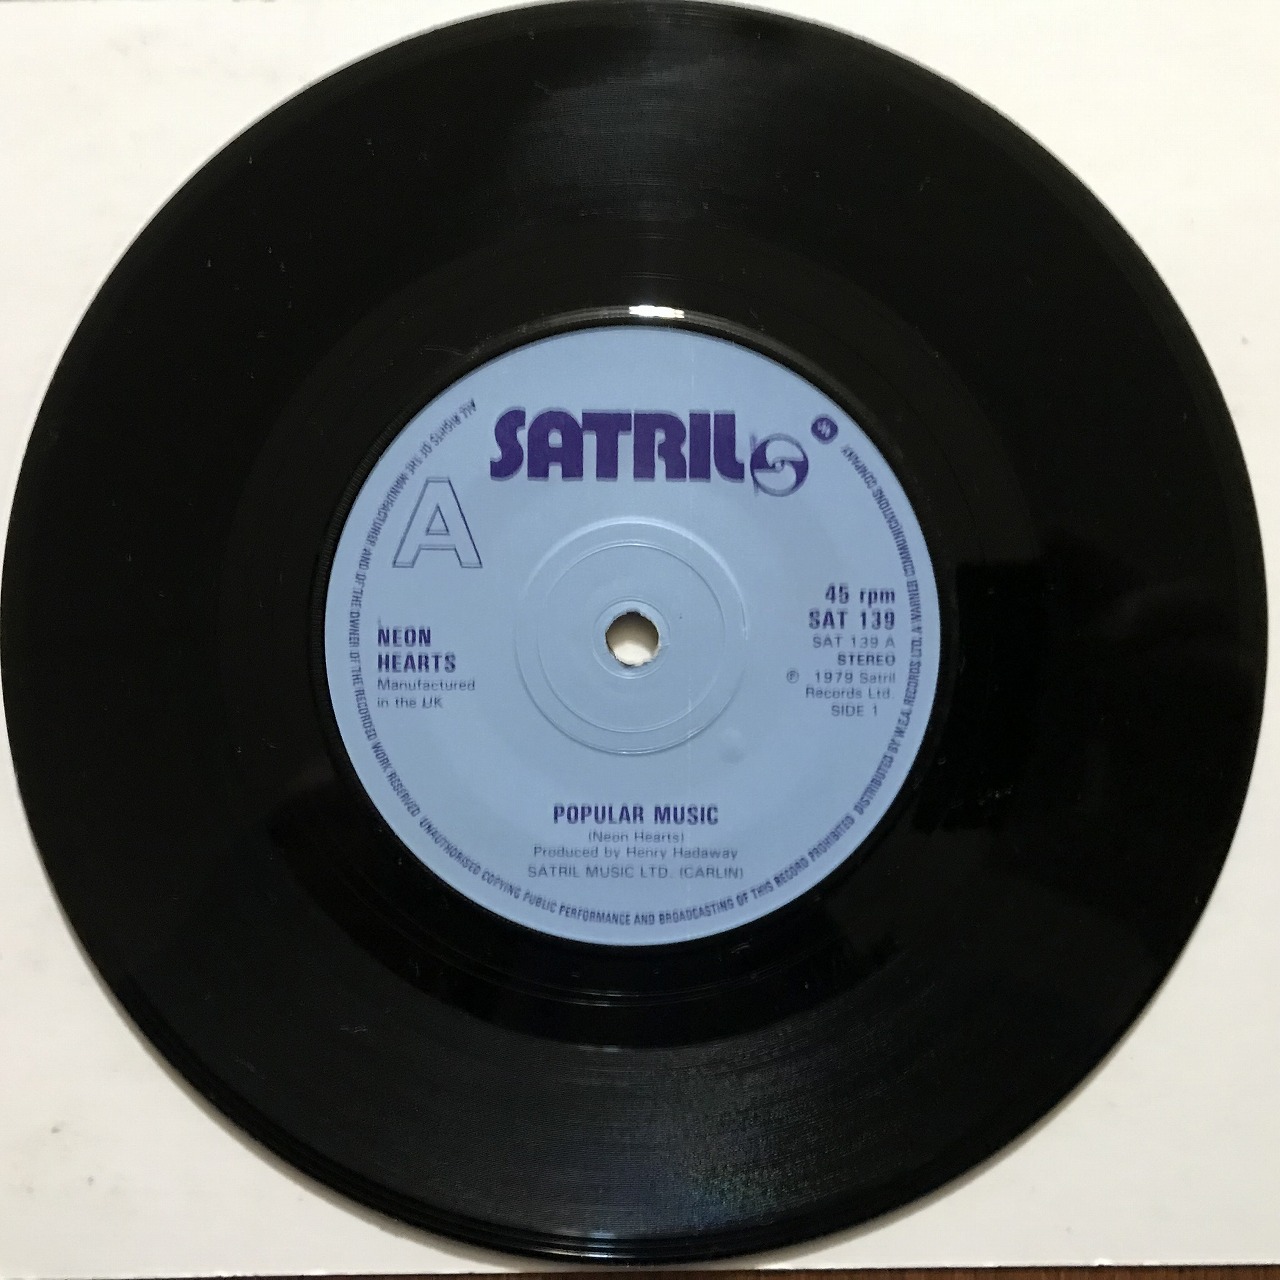 SATRIL
A
NEON
HEARTS
Manufactured
in the UK
45 rpm
SAT 139
SAT 139 A
STEREO
℗ 1979 Satril
Records Ltd.
SIDE 1
POPULAR MUSIC
(Neon Hearts)
Produced by Henry Hadaway
SATRIL MUSIC LTD. (CARLIN)
ALL RIGHTS OF THE MANUFACTURER AND OF THE OWNER OF THE RECORDED WORK RESERVED UNAUTHORISED COPYING PUBLIC PERFORMANCE AND BROADCASTING OF THIS RECORD PROHIBITED DISTRIBUTED BY W.E.A. RECORDS LTD. A WARNER COMMUNICATIONS COMPANY